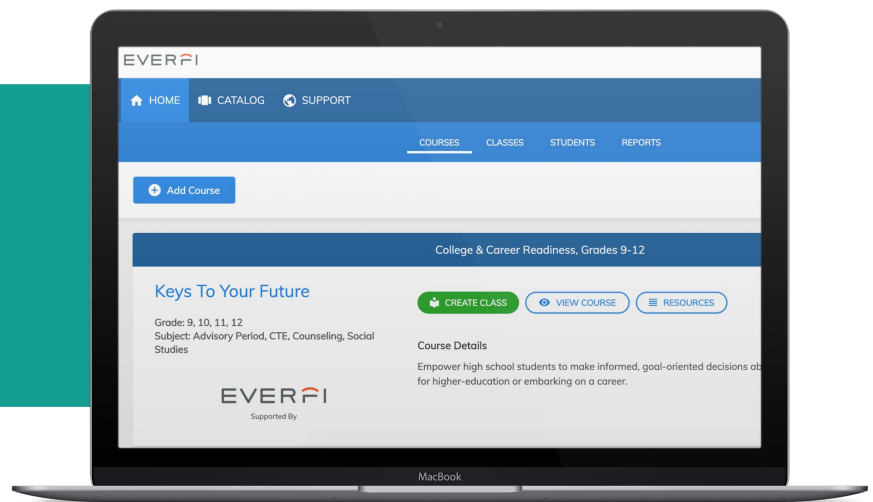 EVERFI
HOME CATALOG SUPPORT
COURSES CLASSES STUDENTS REPORTS
Add Course
College & Career Readiness, Grades 9-12
Keys To Your Future
CREATE CLASS VIEW COURSE RESOURCES
Grade: 9, 10, 11, 12
Subject: Advisory Period, CTE, Counseling, Social
Studies
Course Details
Empower high school students to make informed, goal-oriented decisions ab
for higher-education or embarking on a career.
EVERFI
Supported By
MacBook